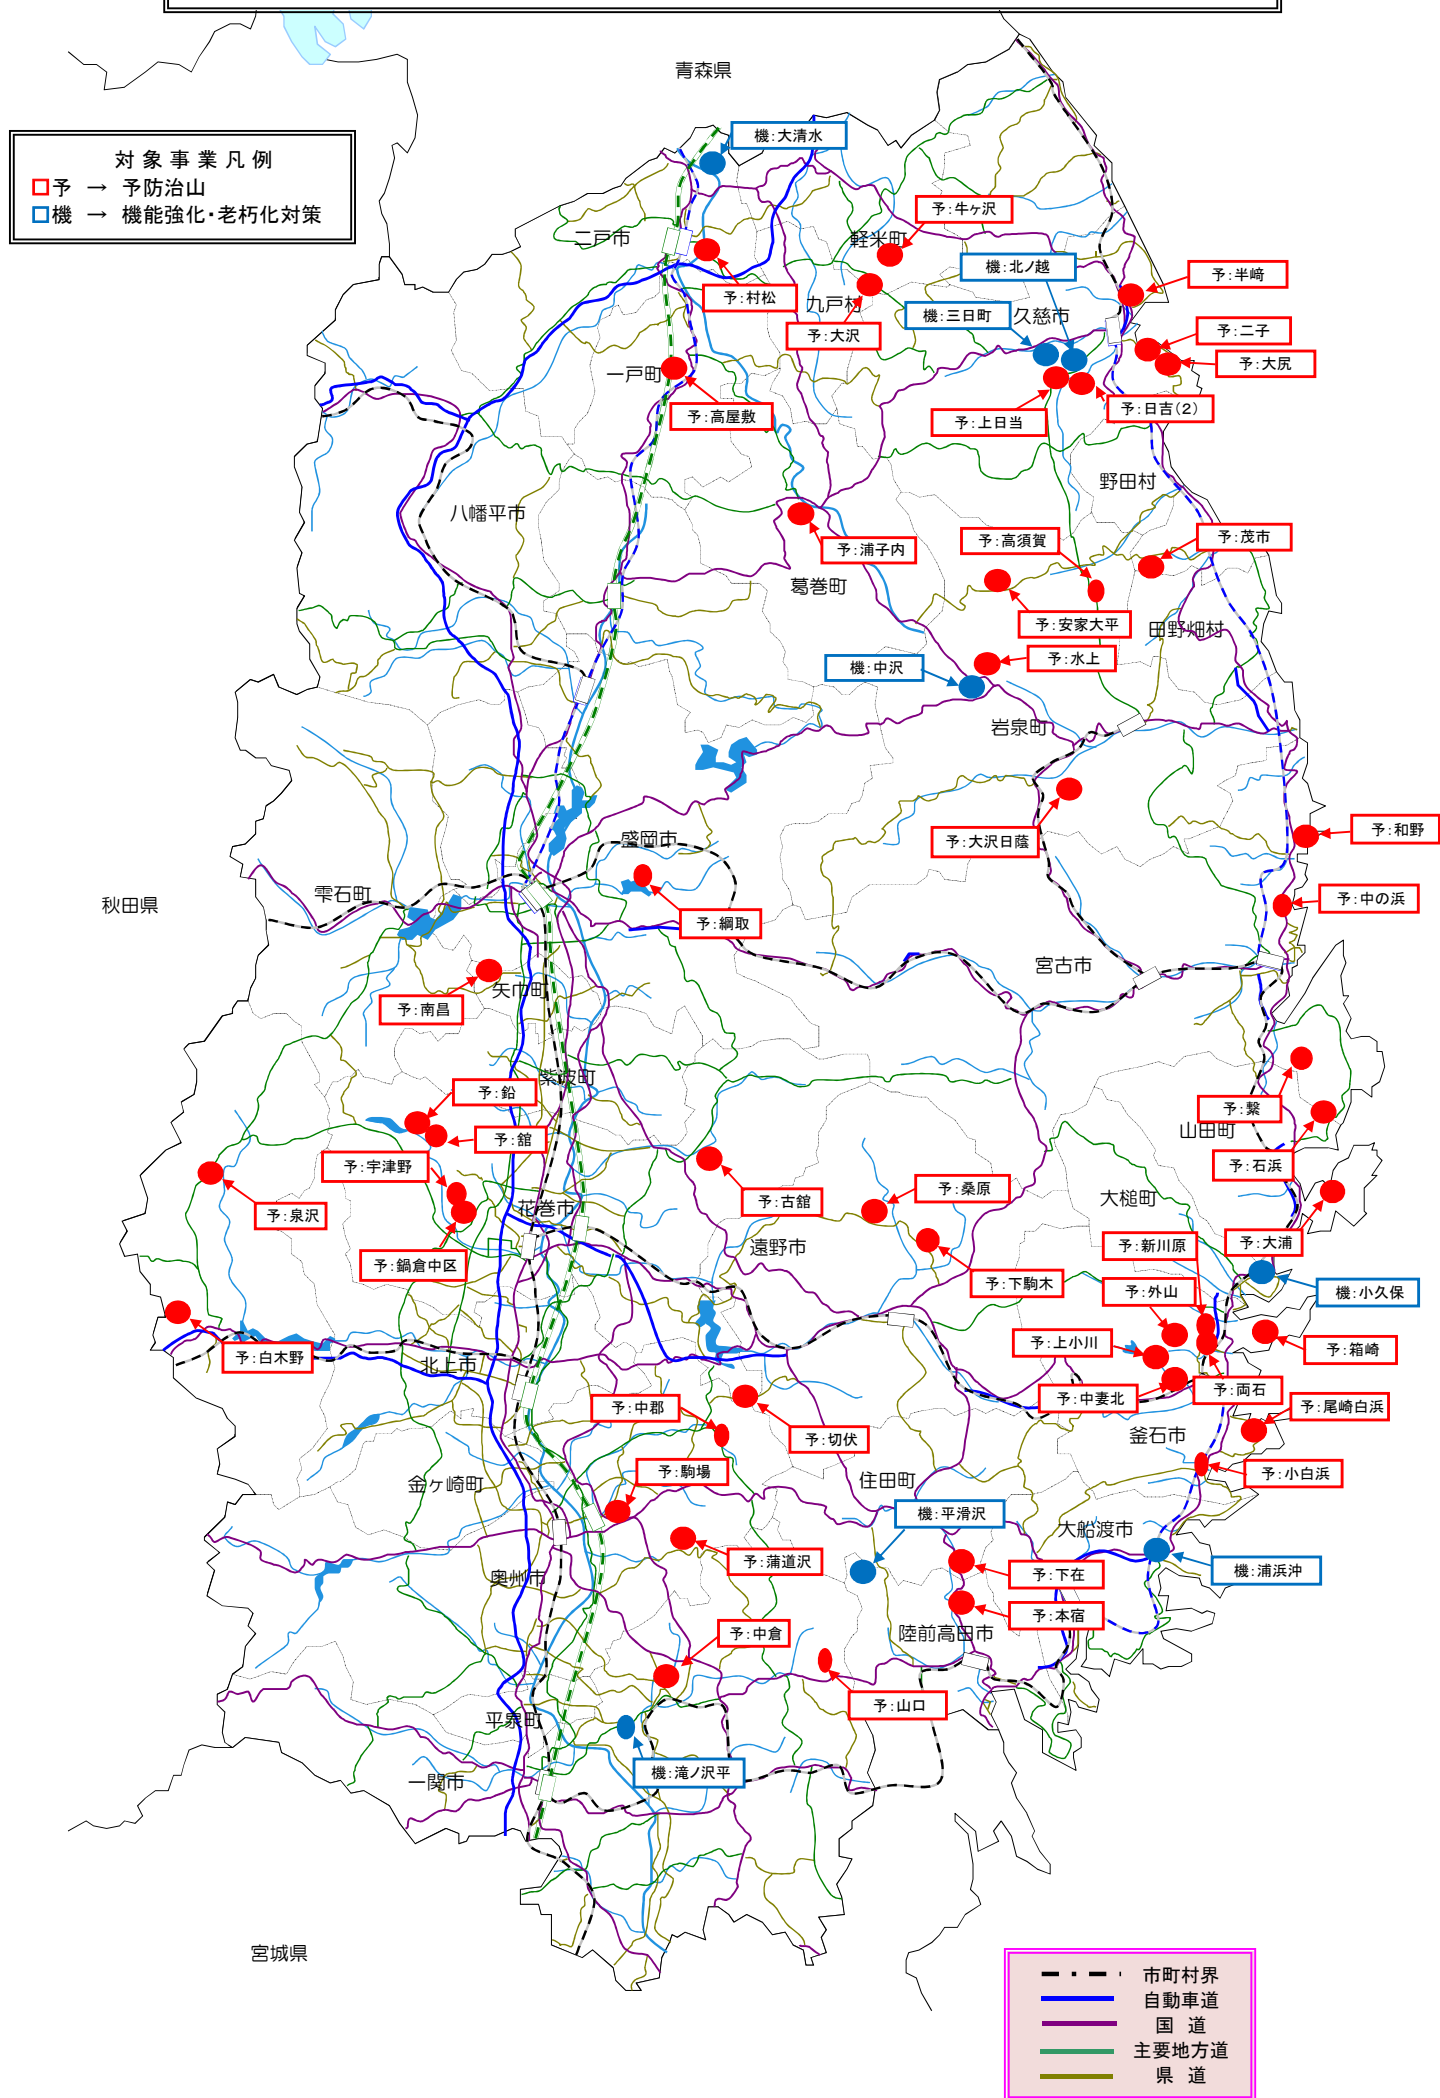 青森県
機:大清水
対象事業凡例
予 → 予防治山
機 → 機能強化・老朽化対策
予:牛ヶ沢
二戸市
軽米町
機:北ノ越
予:半崎
予:村松
九戸村
機:三日町
久慈市
予:大沢
予:二子
予:大尻
一戸町
予:高屋敷
予:上日当
予:日吉(2)
野田村
八幡平市
予:浦子内
予:高須賀
予:茂市
葛巻町
予:安家大平
田野畑村
機:中沢
予:水上
岩泉町
盛岡市
予:大沢日蔭
予:和野
雫石町
秋田県
予:綱取
予:中の浜
宮古市
矢巾町
予:南昌
紫波町
予:鉛
予:舘
予:繋
山田町
予:宇津野
予:石浜
予:泉沢
花巻市
予:古舘
予:桑原
大槌町
予:鍋倉中区
遠野市
予:新川原
予:大浦
予:下駒木
予:外山
機:小久保
予:白木野
北上市
予:上小川
予:箱崎
予:中妻北
予:両石
予:中郡
予:尾崎白浜
予:切伏
釜石市
金ヶ崎町
予:駒場
住田町
予:小白浜
機:平滑沢
大船渡市
予:蒲道沢
予:下在
機:浦浜沖
奥州市
予:本宿
予:中倉
陸前高田市
予:山口
平泉町
一関市
機:滝ノ沢平
宮城県
市町村界
自動車道
国 道
主要地方道
県 道